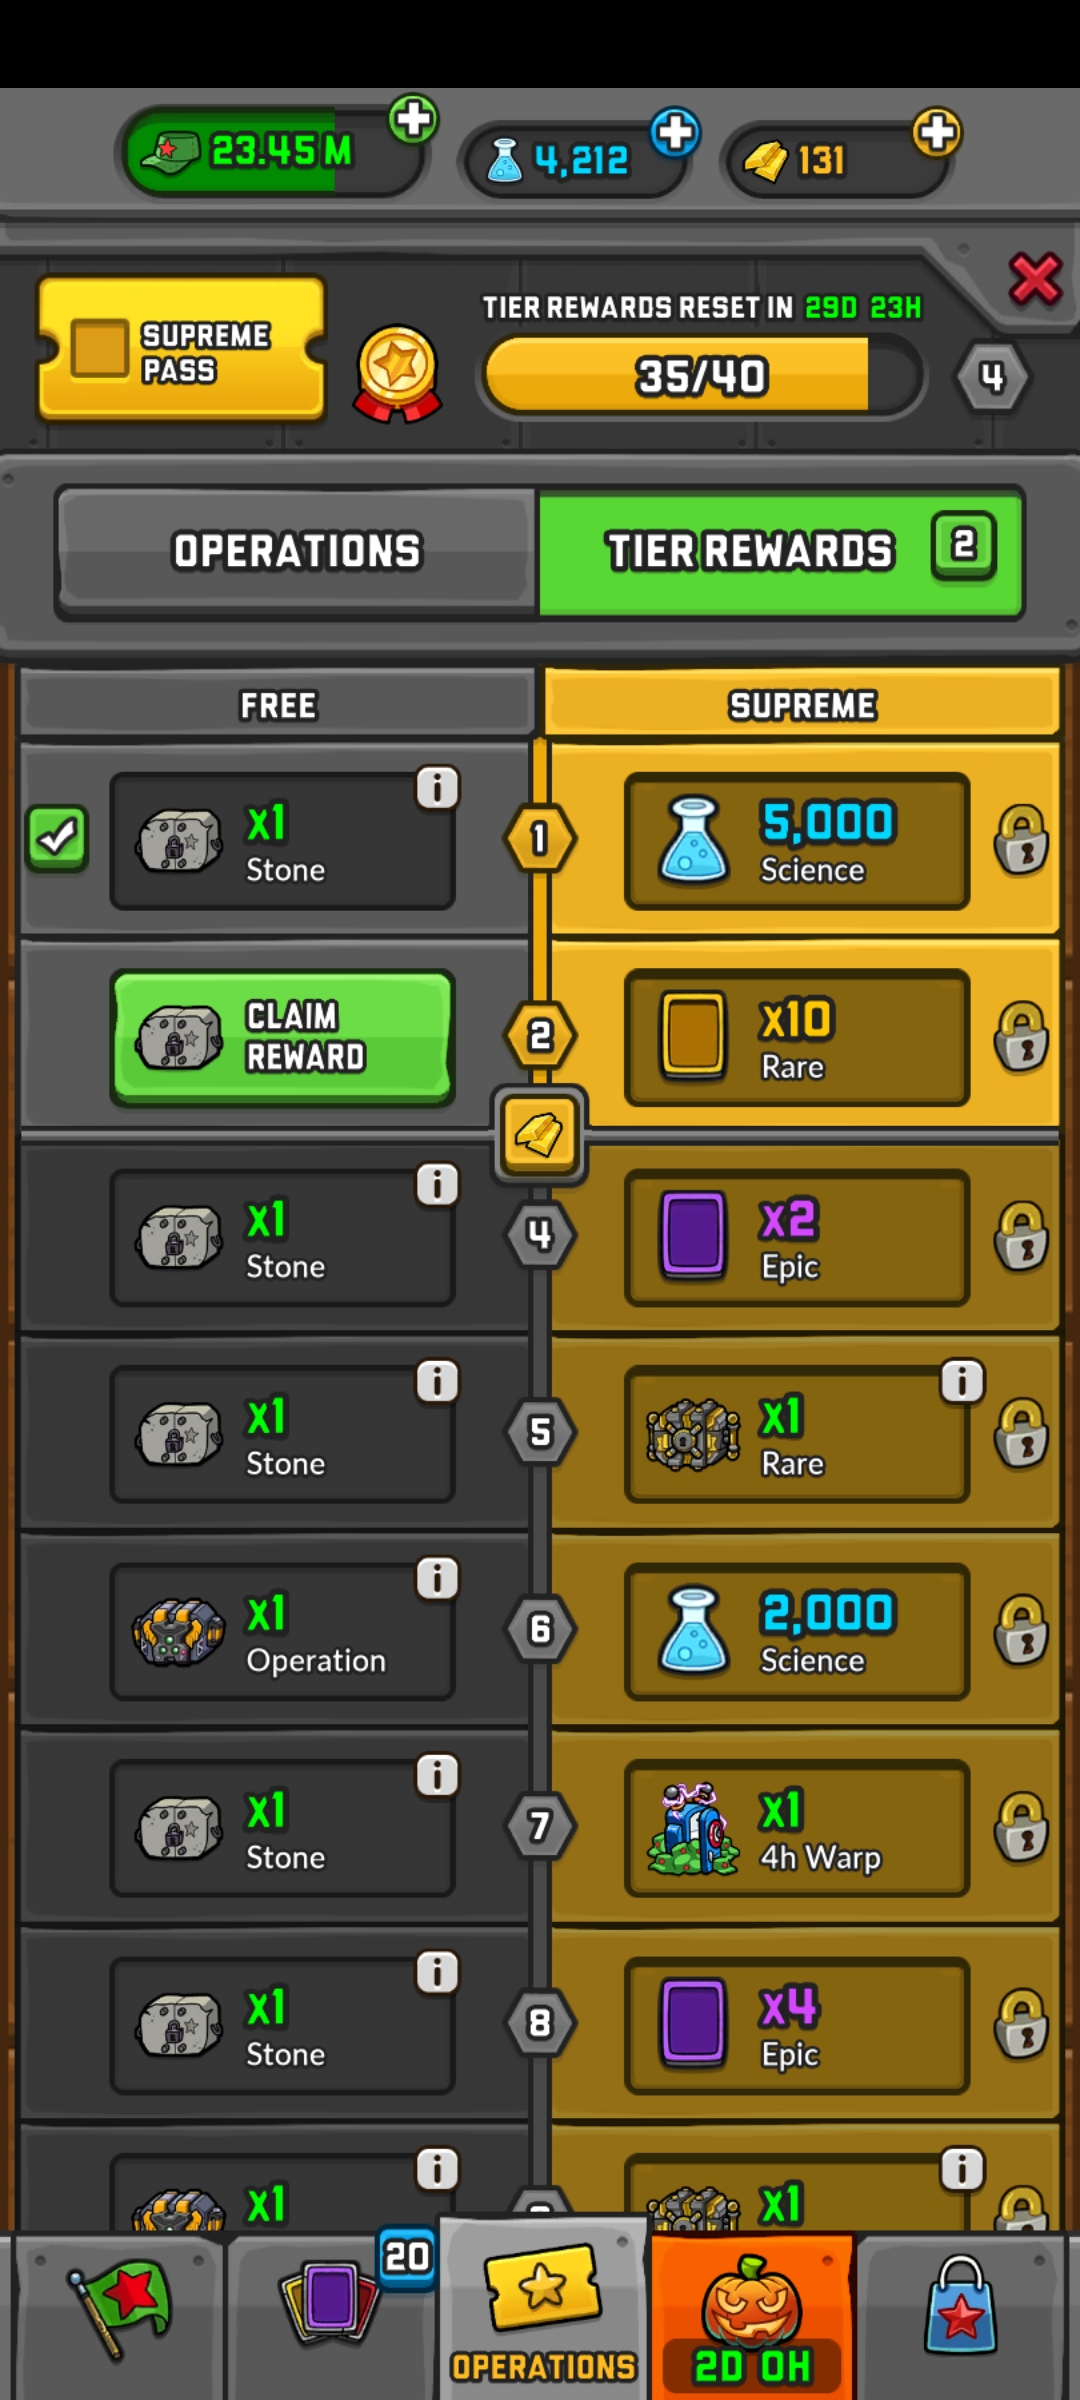 23.45 M
4,212
131
TIER REWARDS RESET IN 29D 23H
SUPREME
PASS
35/40
4
OPERATIONS
TIER REWARDS
2
FREE
SUPREME
x1
Stone
i
1
5,000
Science
CLAIM
REWARD
2
x10
Rare
x1
Stone
i
4
x2
Epic
x1
Stone
i
5
x1
Rare
i
x1
Operation
i
6
2,000
Science
x1
Stone
i
7
x1
4h Warp
x1
Stone
i
8
x4
Epic
x1
i
x1
i
20
OPERATIONS
2D 0H